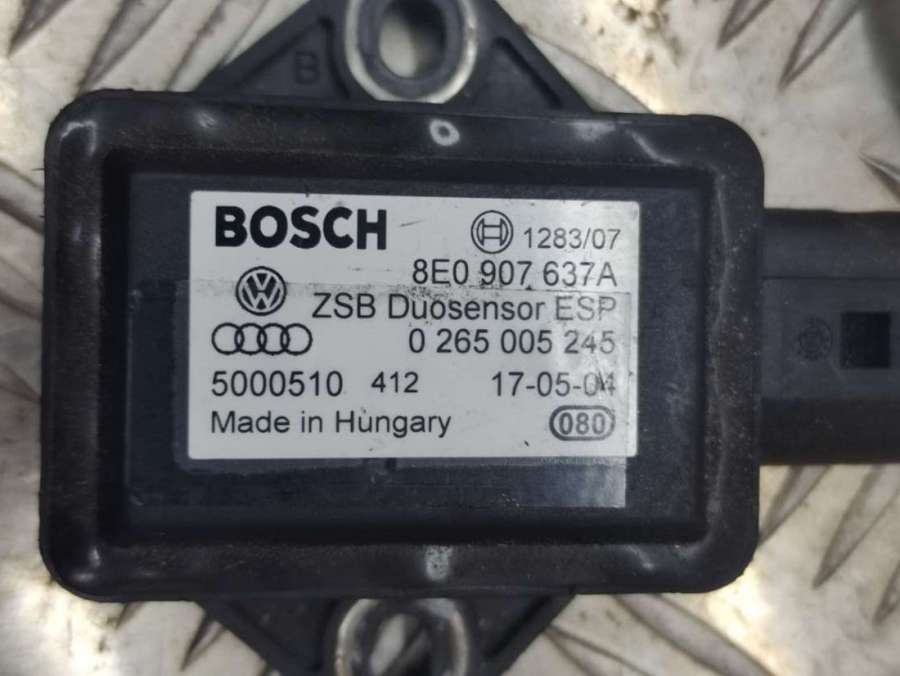 B
BOSCH
1283/07
8E0 907 637A
ZSB Duosensor ESP
0 265 005 245
5000510 412 17-05-04
Made in Hungary
080